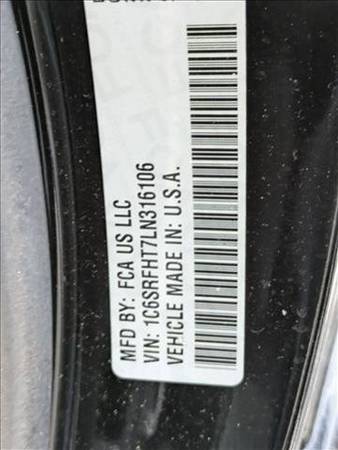 MFD BY: FCA US LLC
VIN: 1C6SRFHT7LN316106
VEHICLE MADE IN: U.S.A.